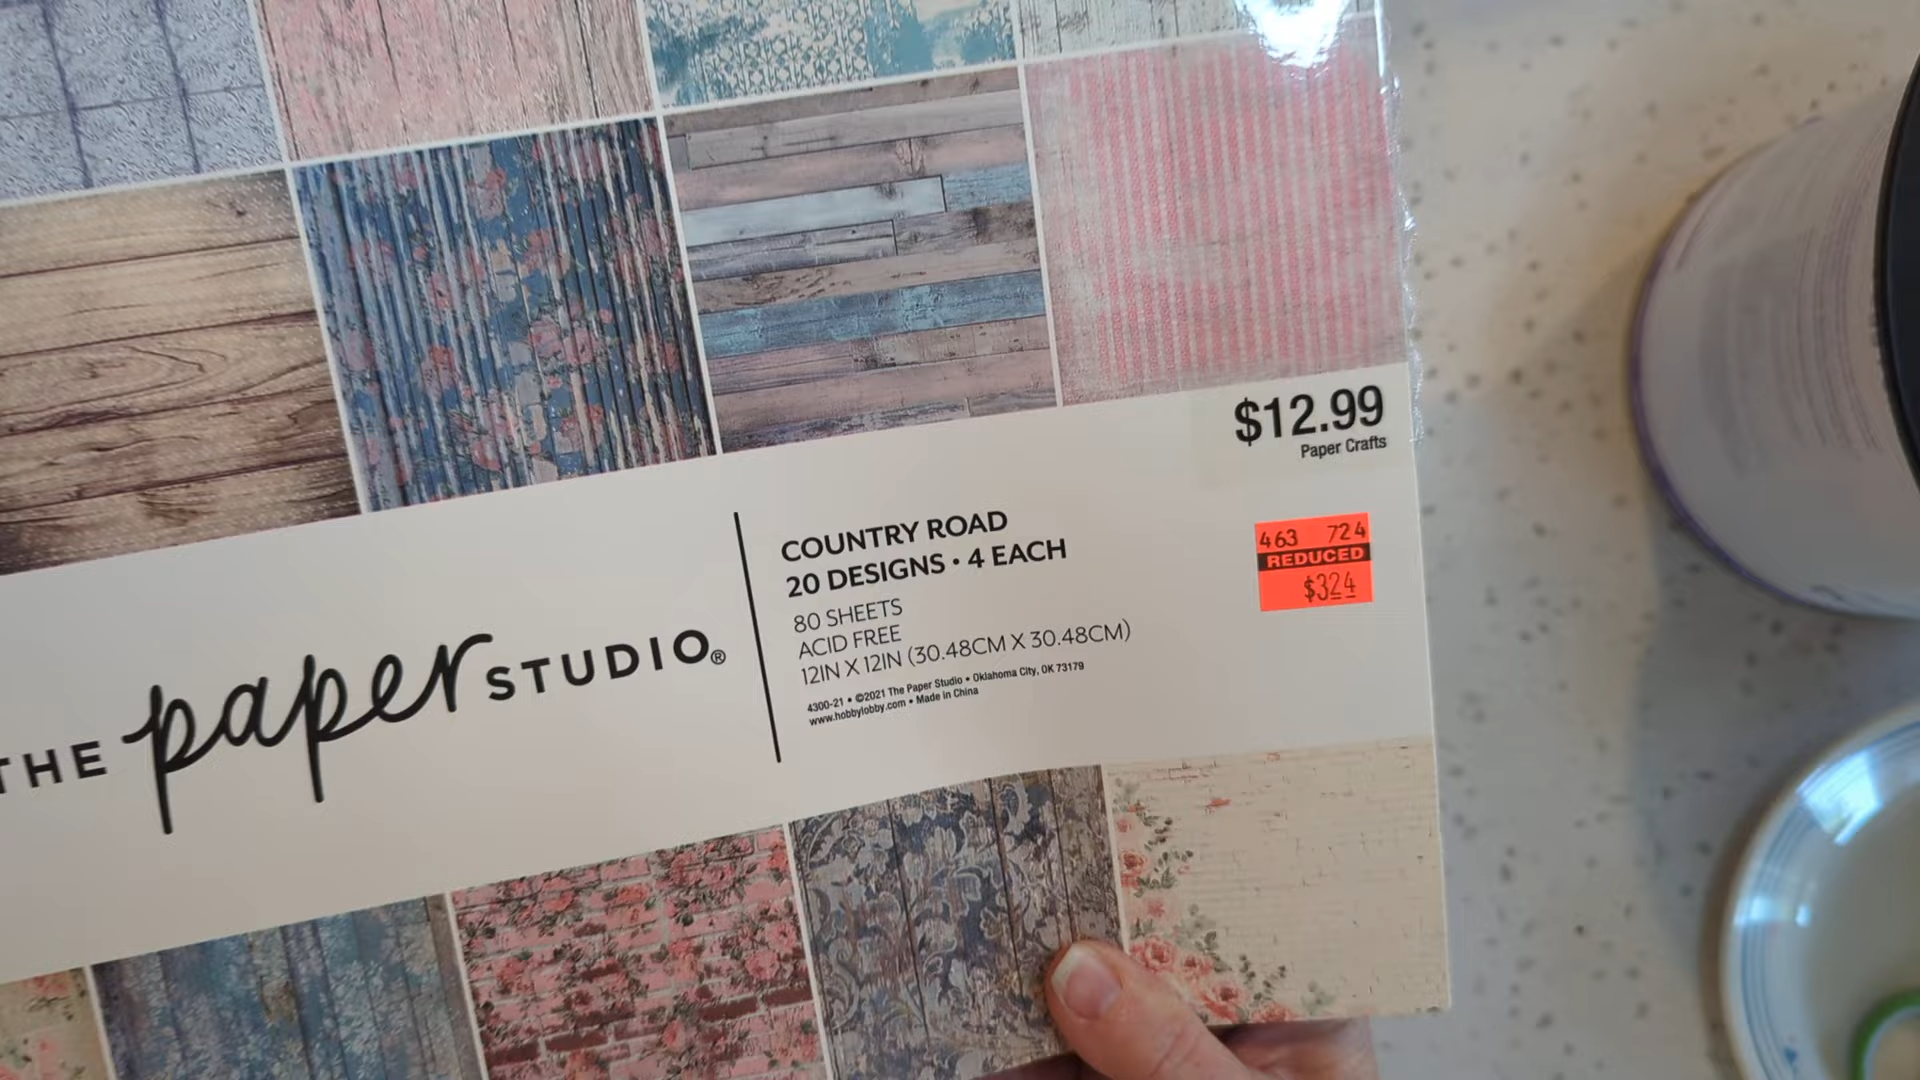 $12.99
Paper Crafts
COUNTRY ROAD
20 DESIGNS • 4 EACH
80 SHEETS
ACID FREE
12IN X 12IN (30.48CM X 30.48CM)
4300-21 • ©2021 The Paper Studio • Oklahoma City, OK 73179
www.hobbylobby.com • Made in China
463 724
REDUCED
$3.24
THE paper STUDIO®